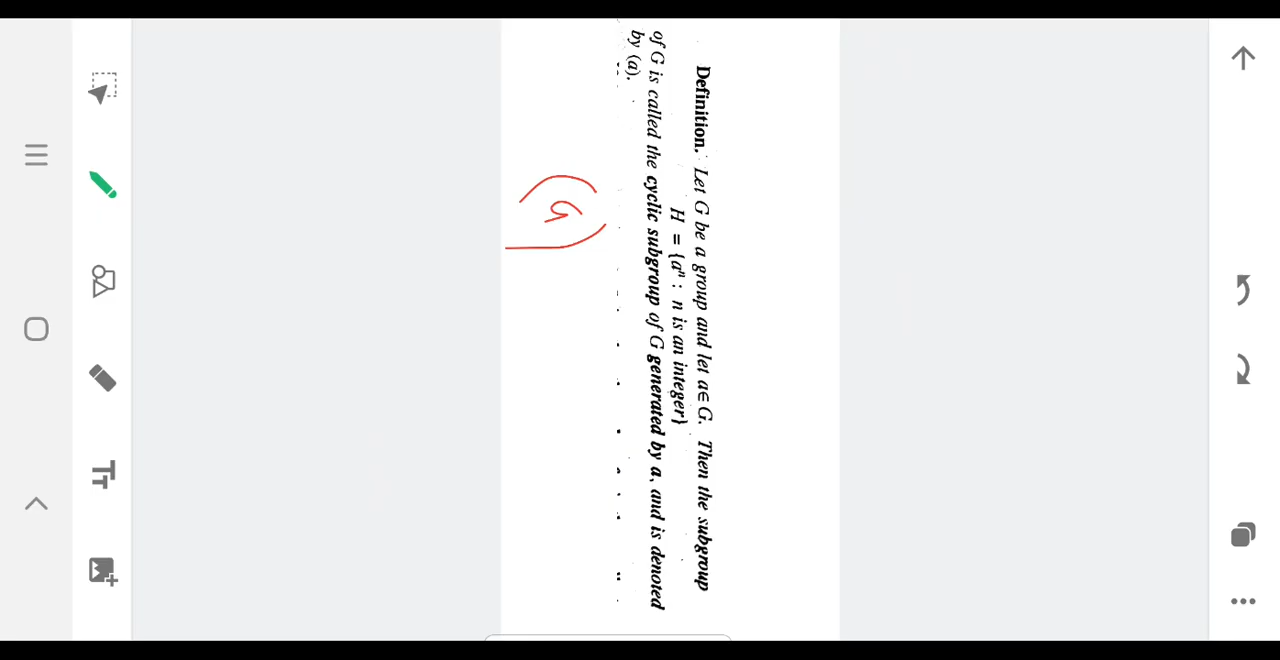 Definition. Let G be a group and let a∈G. Then the subgroup
H = {aⁿ : n is an integer}
of G is called the cyclic subgroup of G generated by a, and is denoted
by (a).
G